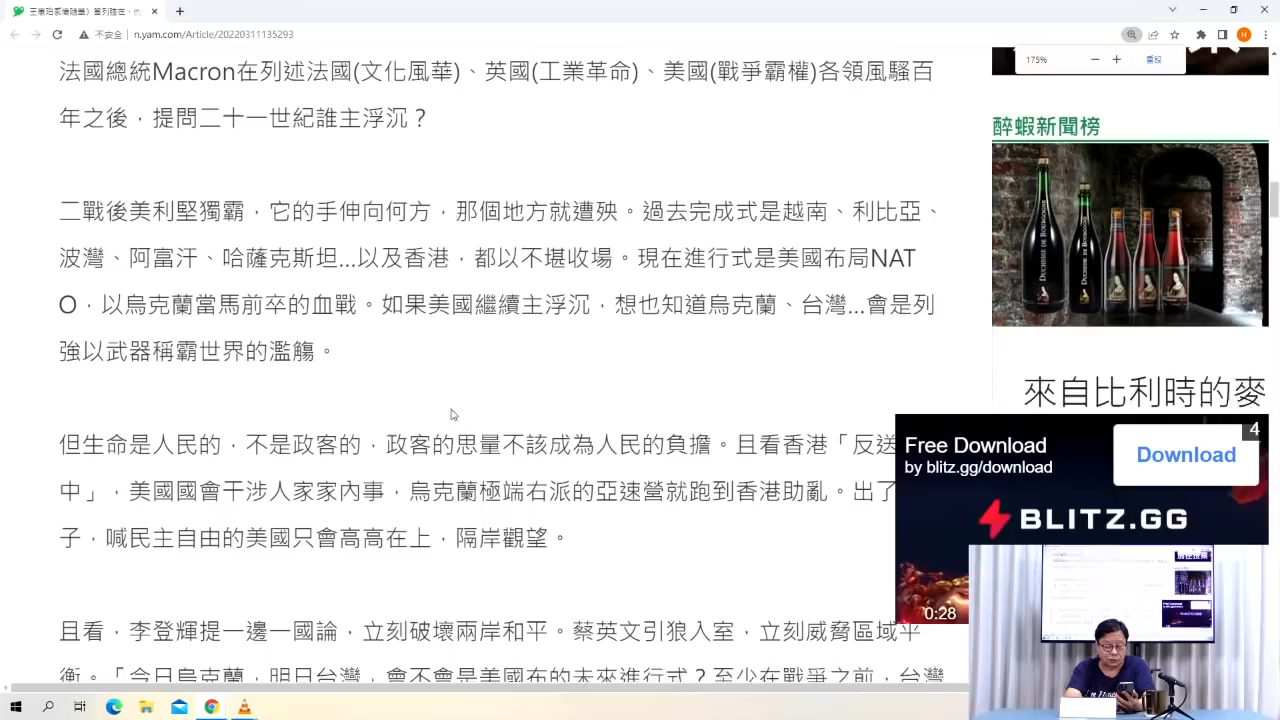 不安全
n.yam.com/Article/20220311135293
175%
重設
法國總統Macron在列述法國(文化風華)、英國(工業革命)、美國(戰爭霸權)各領風騷百
年之後，提問二十一世紀誰主浮沉？
二戰後美利堅獨霸，它的手伸向何方，那個地方就遭殃。過去完成式是越南、利比亞、
波灣、阿富汗、哈薩克斯坦...以及香港，都以不堪收場。現在進行式是美國布局NAT
O，以烏克蘭當馬前卒的血戰。如果美國繼續主浮沉，想也知道烏克蘭、台灣...會是列
強以武器稱霸世界的濫觴。
但生命是人民的，不是政客的，政客的思量不該成為人民的負擔。且看香港「反送
中」，美國國會干涉人家家內事，烏克蘭極端右派的亞速營就跑到香港助亂。出了
子，喊民主自由的美國只會高高在上，隔岸觀望。
且看，李登輝提一邊一國論，立刻破壞兩岸和平。蔡英文引狼入室，立刻威脅區域平
衡。「今日烏克蘭，明日台灣，會不會是美國布的未來進行式？至少在戰爭之前，台灣
醉蝦新聞榜
來自比利時的麥
Free Download
by blitz.gg/download
4
Download
BLITZ.GG
0:28